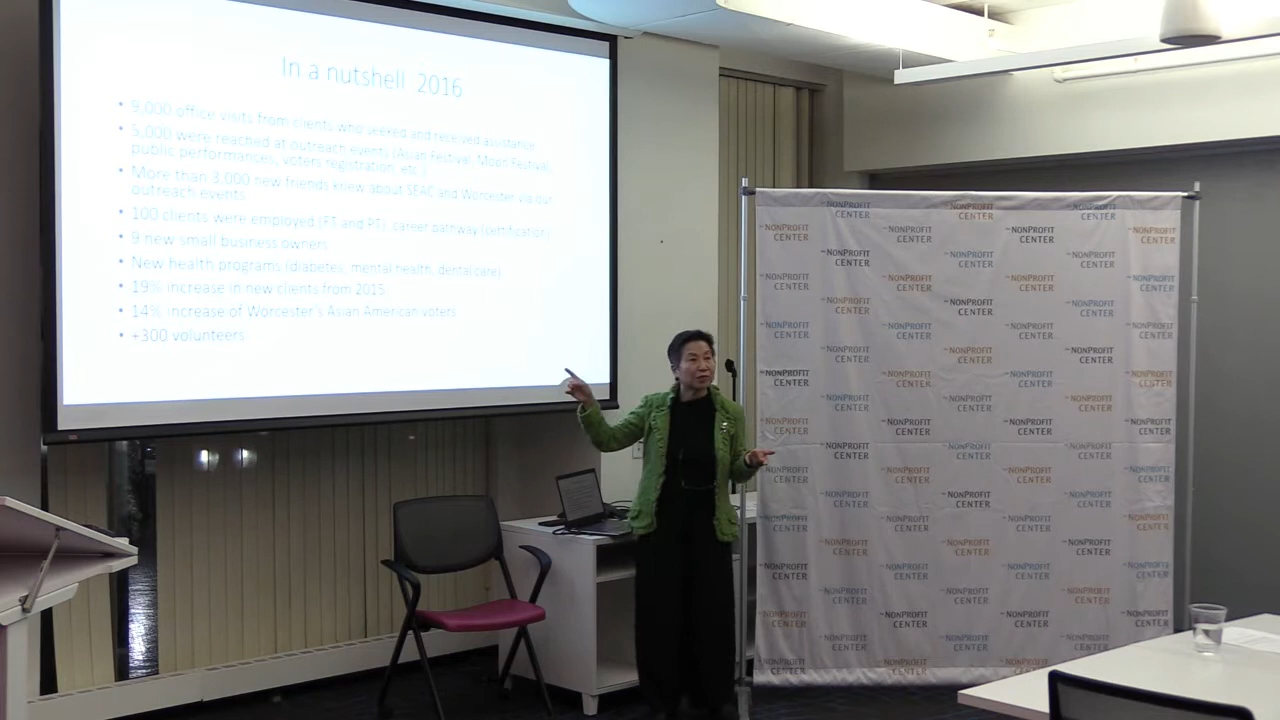 In a nutshell 2016
• 9,000 office visits from clients who seeked and received assistance
• 5,000 were reached at outreach events (Asian Festival, Moon Festival,
public performances, voters registration, etc.)
• More than 3,000 new friends knew about SEAC and Worcester via our
outreach events
• 100 clients were employed (FT and PT), career pathway (certification)
• 9 new small business owners
• New health programs (diabetes, mental health, dental care)
• 19% increase in new clients from 2015
• 14% increase of Worcester's Asian American voters
• +300 volunteers
THE NONPROFIT
CENTER